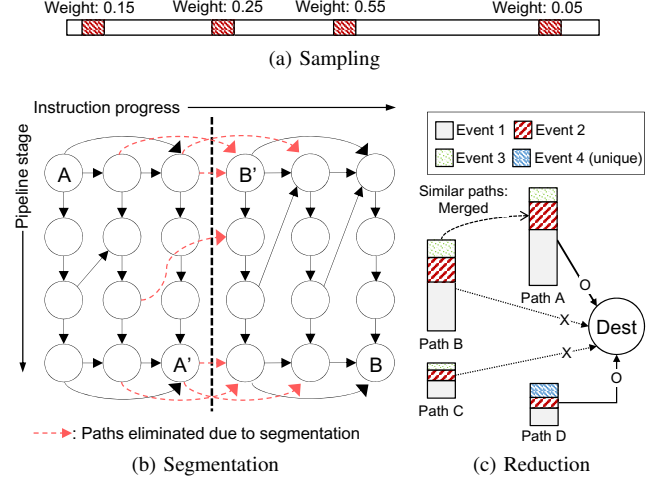 Weight: 0.15 Weight: 0.25 Weight: 0.55 Weight: 0.05
(a) Sampling
Instruction progress
Pipeline stage
A
B'
A'
B
: Paths eliminated due to segmentation
(b) Segmentation
Event 1 Event 2
Event 3 Event 4 (unique)
Similar paths:
Merged
Path A
O
Path B
X
Dest
X
O
Path C
Path D
(c) Reduction